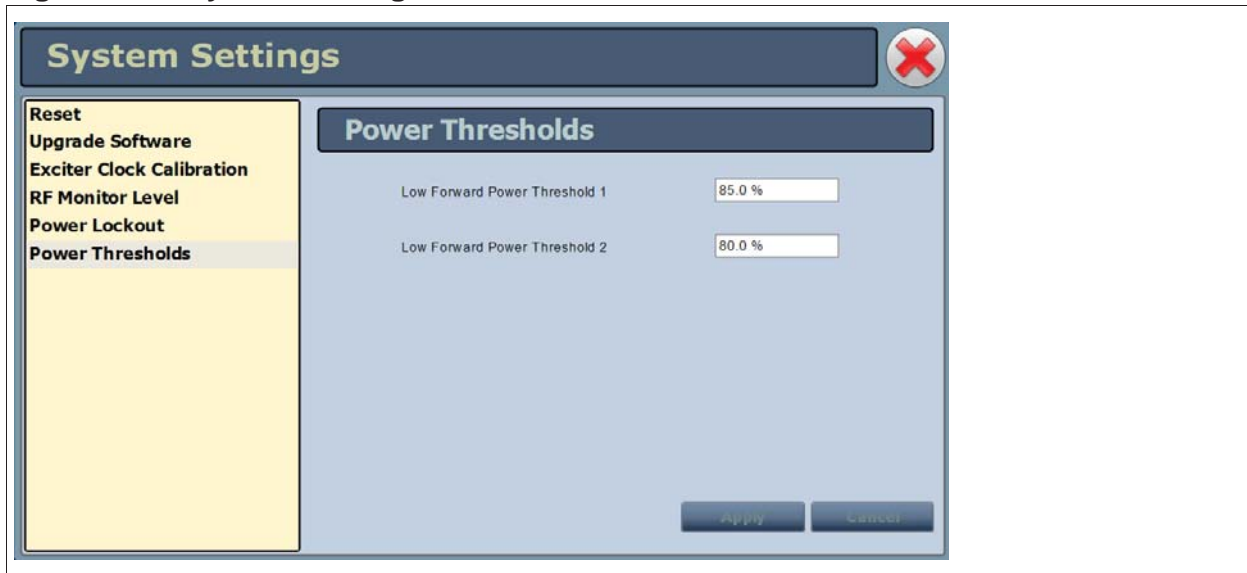 System Settings
Reset
Upgrade Software
Exciter Clock Calibration
RF Monitor Level
Power Lockout
Power Thresholds
Power Thresholds
Low Forward Power Threshold 1 85.0 %
Low Forward Power Threshold 2 80.0 %
Apply Cancel